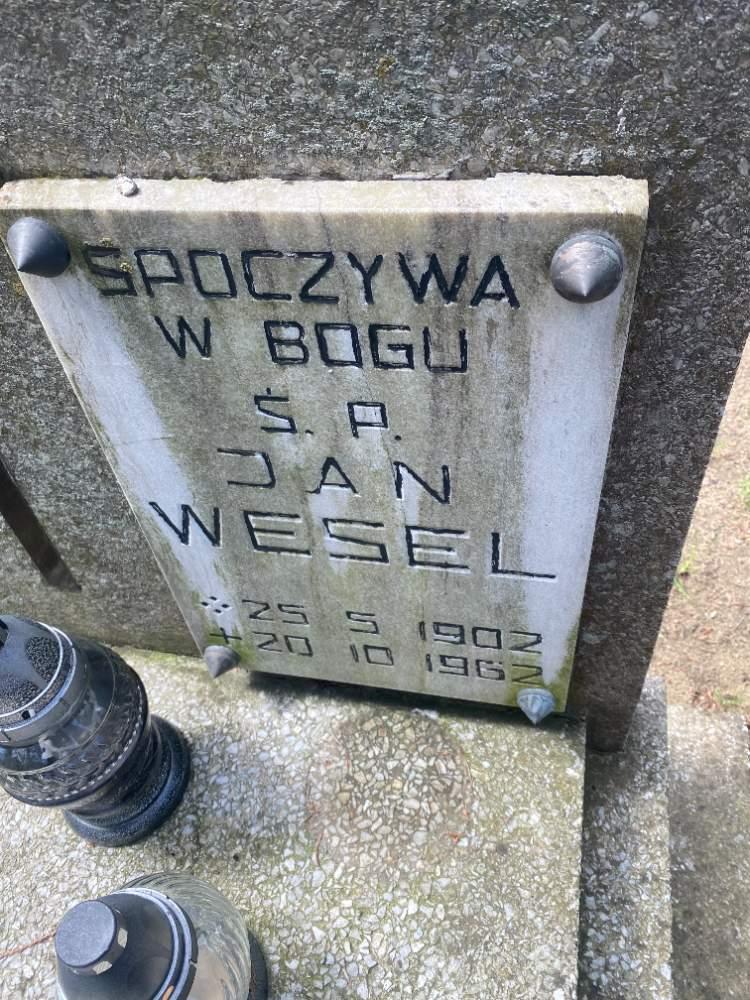 SPOCZYWA
W BOGU
Ś. P.
JAN
WESEL
25 5 1902
+ 20 10 1962